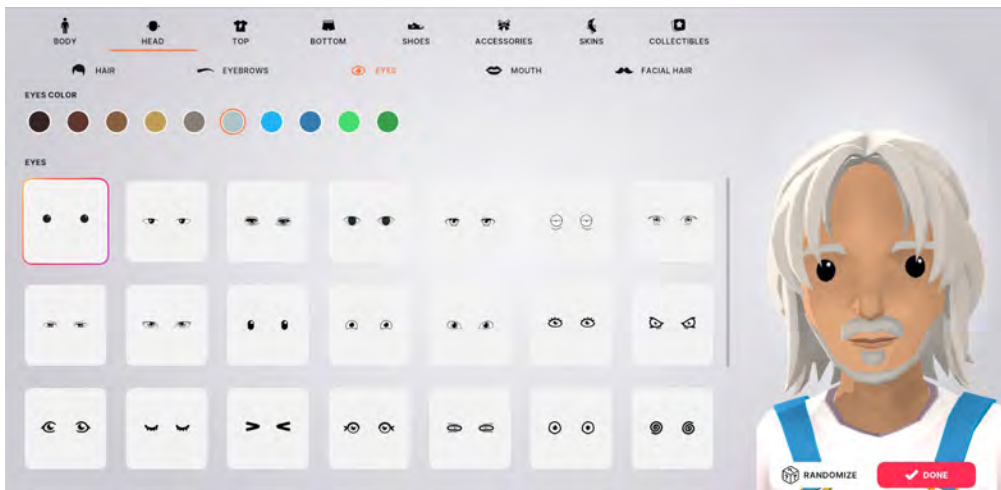 BODY HEAD TOP BOTTOM SHOES ACCESSORIES SKINS COLLECTIBLES
HAIR EYEBROWS EYES MOUTH FACIAL HAIR
EYES COLOR
EYES
RANDOMIZE DONE